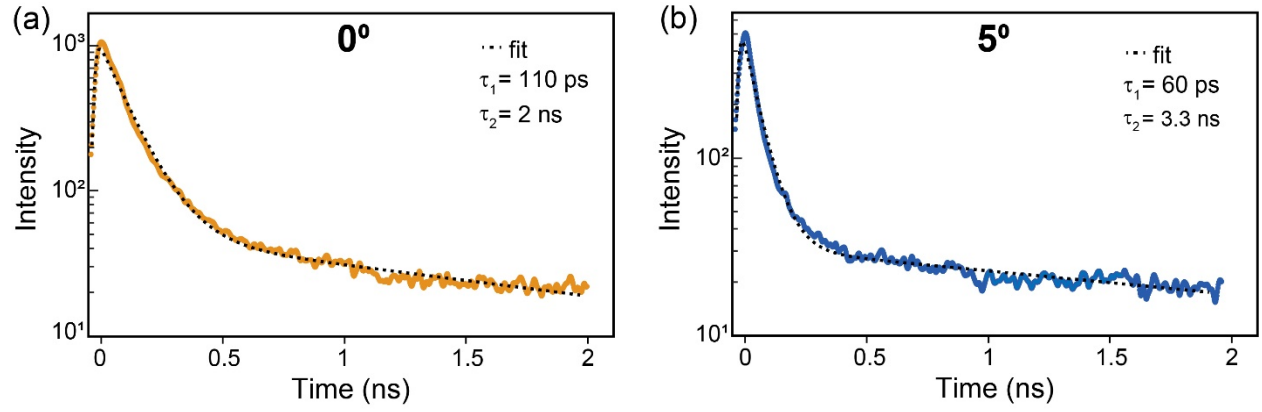 (a)
0º
10³
10²
10¹
Intensity
fit
τ₁= 110 ps
τ₂= 2 ns
0
0.5
1
1.5
2
Time (ns)
(b)
5º
10²
10¹
Intensity
fit
τ₁= 60 ps
τ₂= 3.3 ns
0
0.5
1
1.5
2
Time (ns)